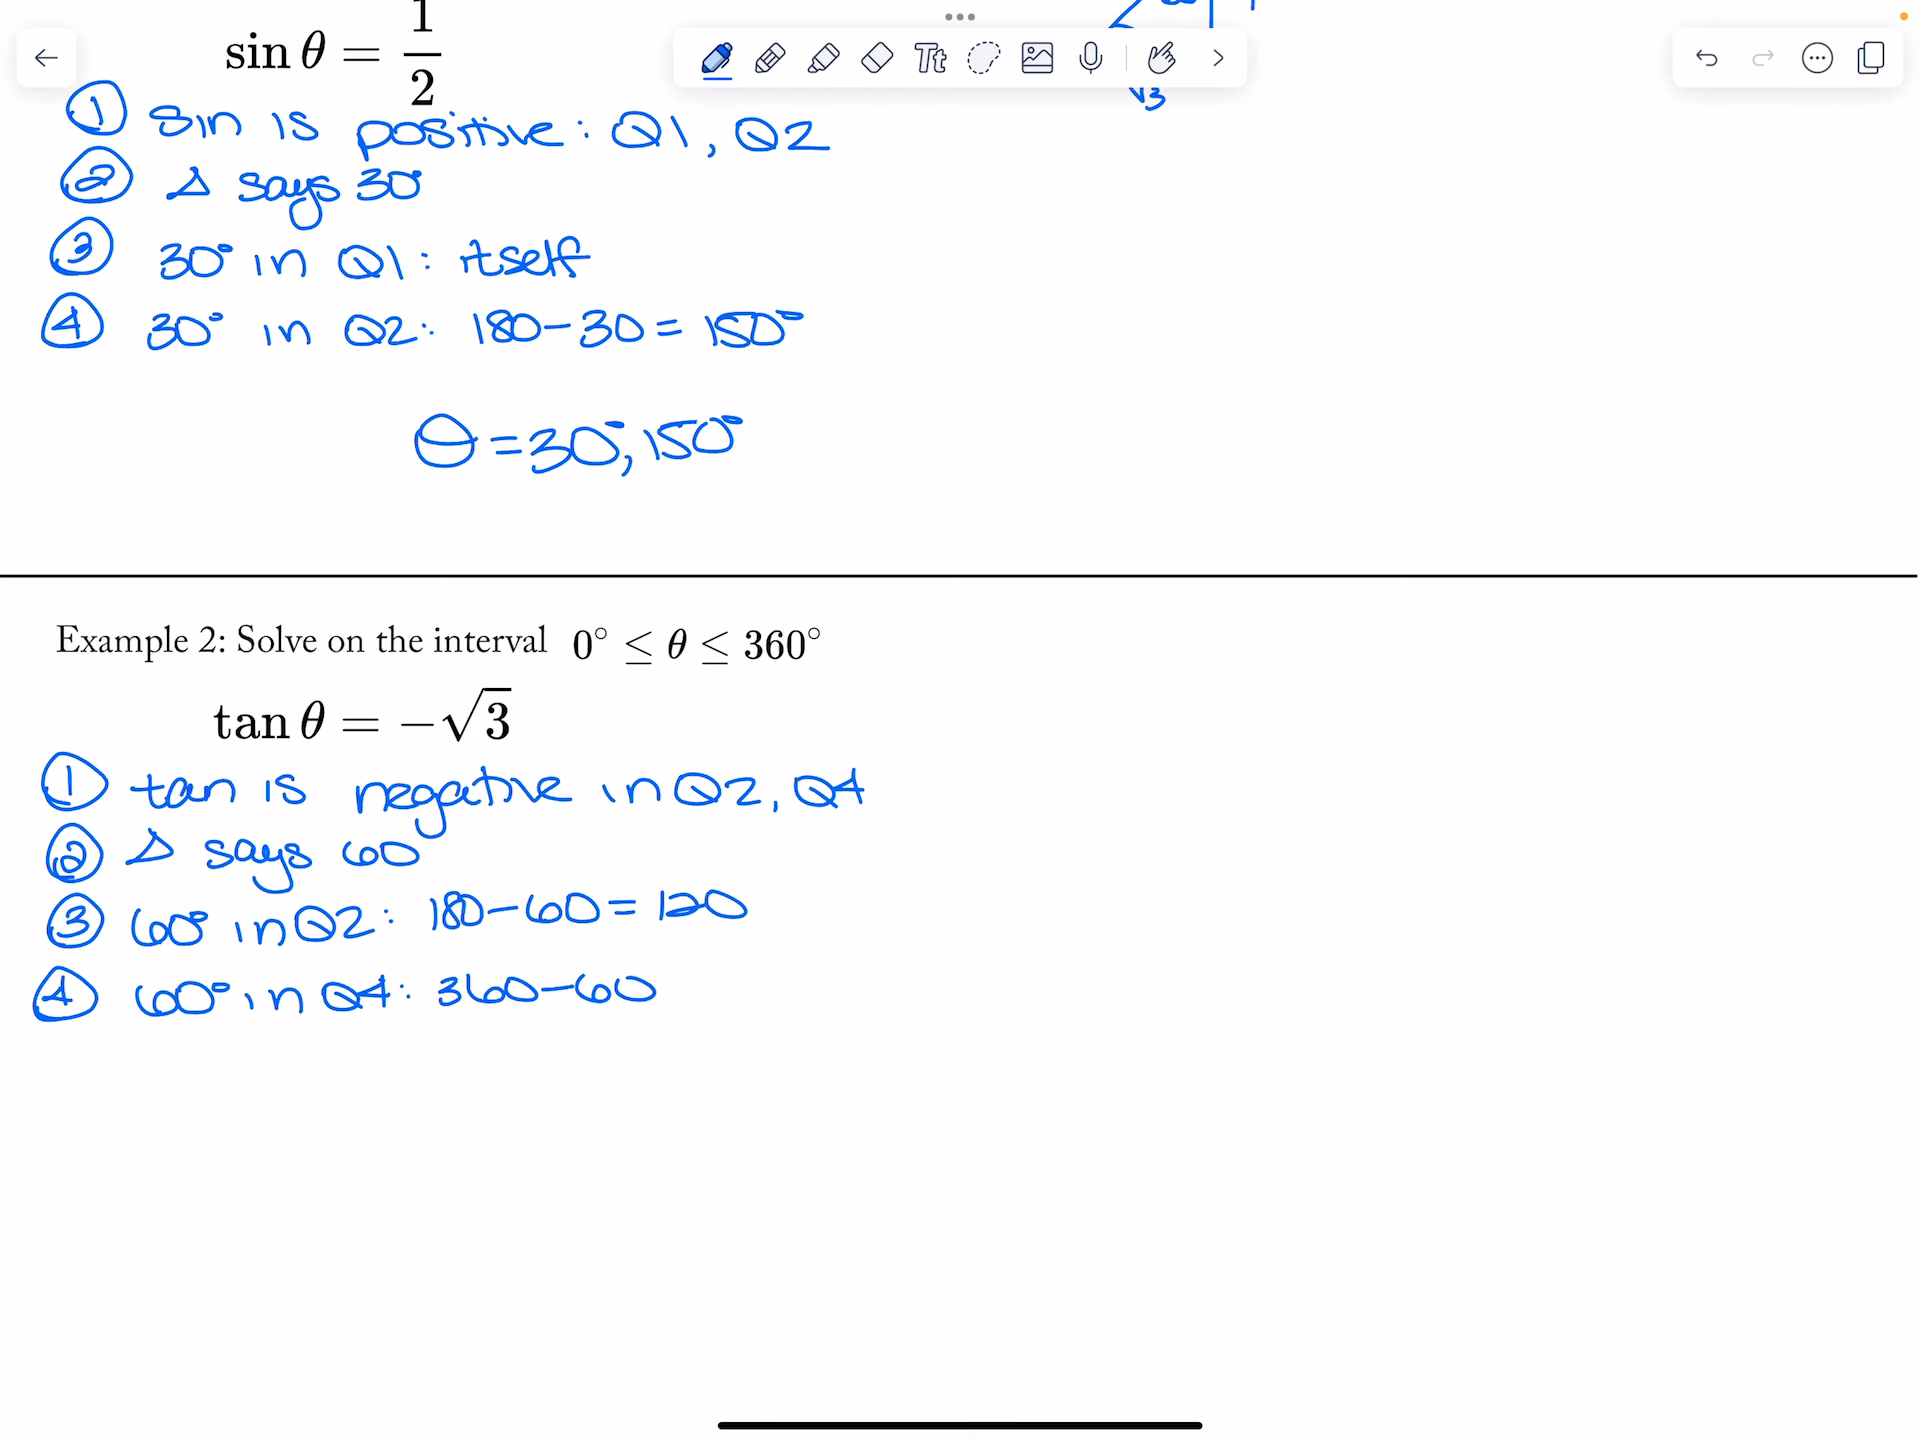 sin θ = 1/2
√3
① Sin is positive: Q1, Q2
② Δ says 30°
③ 30° in Q1: itself
④ 30° in Q2: 180-30 = 150°
θ = 30°, 150°
Example 2: Solve on the interval 0° ≤ θ ≤ 360°
tan θ = −√3
① tan is negative in Q2, Q4
② Δ says 60
③ 60° in Q2: 180-60 = 120
④ 60° in Q4: 360-60